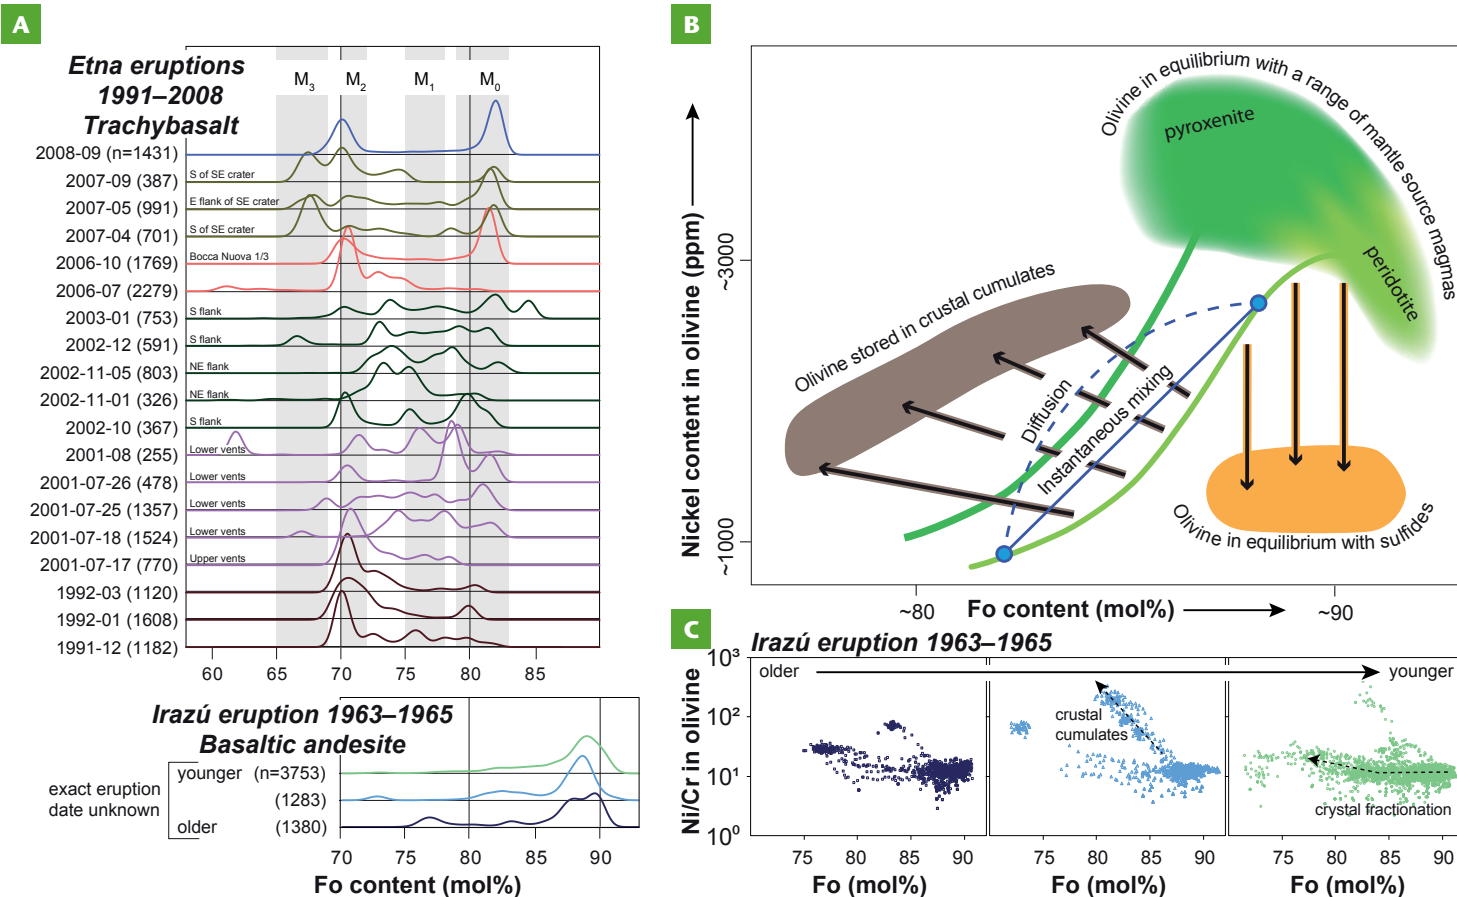 A
Etna eruptions
1991–2008
Trachybasalt
M3
M2
M1
M0
2008-09 (n=1431)
2007-09 (387)
S of SE crater
2007-05 (991)
E flank of SE crater
2007-04 (701)
S of SE crater
2006-10 (1769)
Bocca Nuova 1/3
2006-07 (2279)
2003-01 (753)
S flank
2002-12 (591)
S flank
2002-11-05 (803)
NE flank
2002-11-01 (326)
NE flank
2002-10 (367)
S flank
2001-08 (255)
Lower vents
2001-07-26 (478)
Lower vents
2001-07-25 (1357)
Lower vents
2001-07-18 (1524)
Lower vents
2001-07-17 (770)
Upper vents
1992-03 (1120)
1992-01 (1608)
1991-12 (1182)
60
65
70
75
80
85
Irazú eruption 1963–1965
Basaltic andesite
exact eruption
date unknown
younger (n=3753)
(1283)
older (1380)
70
75
80
85
90
Fo content (mol%)
B
Nickel content in olivine (ppm)
~3000
~1000
Olivine in equilibrium with a range of mantle source magmas
pyroxenite
peridotite
Olivine stored in crustal cumulates
Diffusion
Instantaneous mixing
Olivine in equilibrium with sulfides
~80
Fo content (mol%)
~90
C
Irazú eruption 1963–1965
Ni/Cr in olivine
10³
10²
10¹
10⁰
older
younger
crustal
cumulates
crystal fractionation
75
80
85
90
75
80
85
90
75
80
85
90
Fo (mol%)
Fo (mol%)
Fo (mol%)